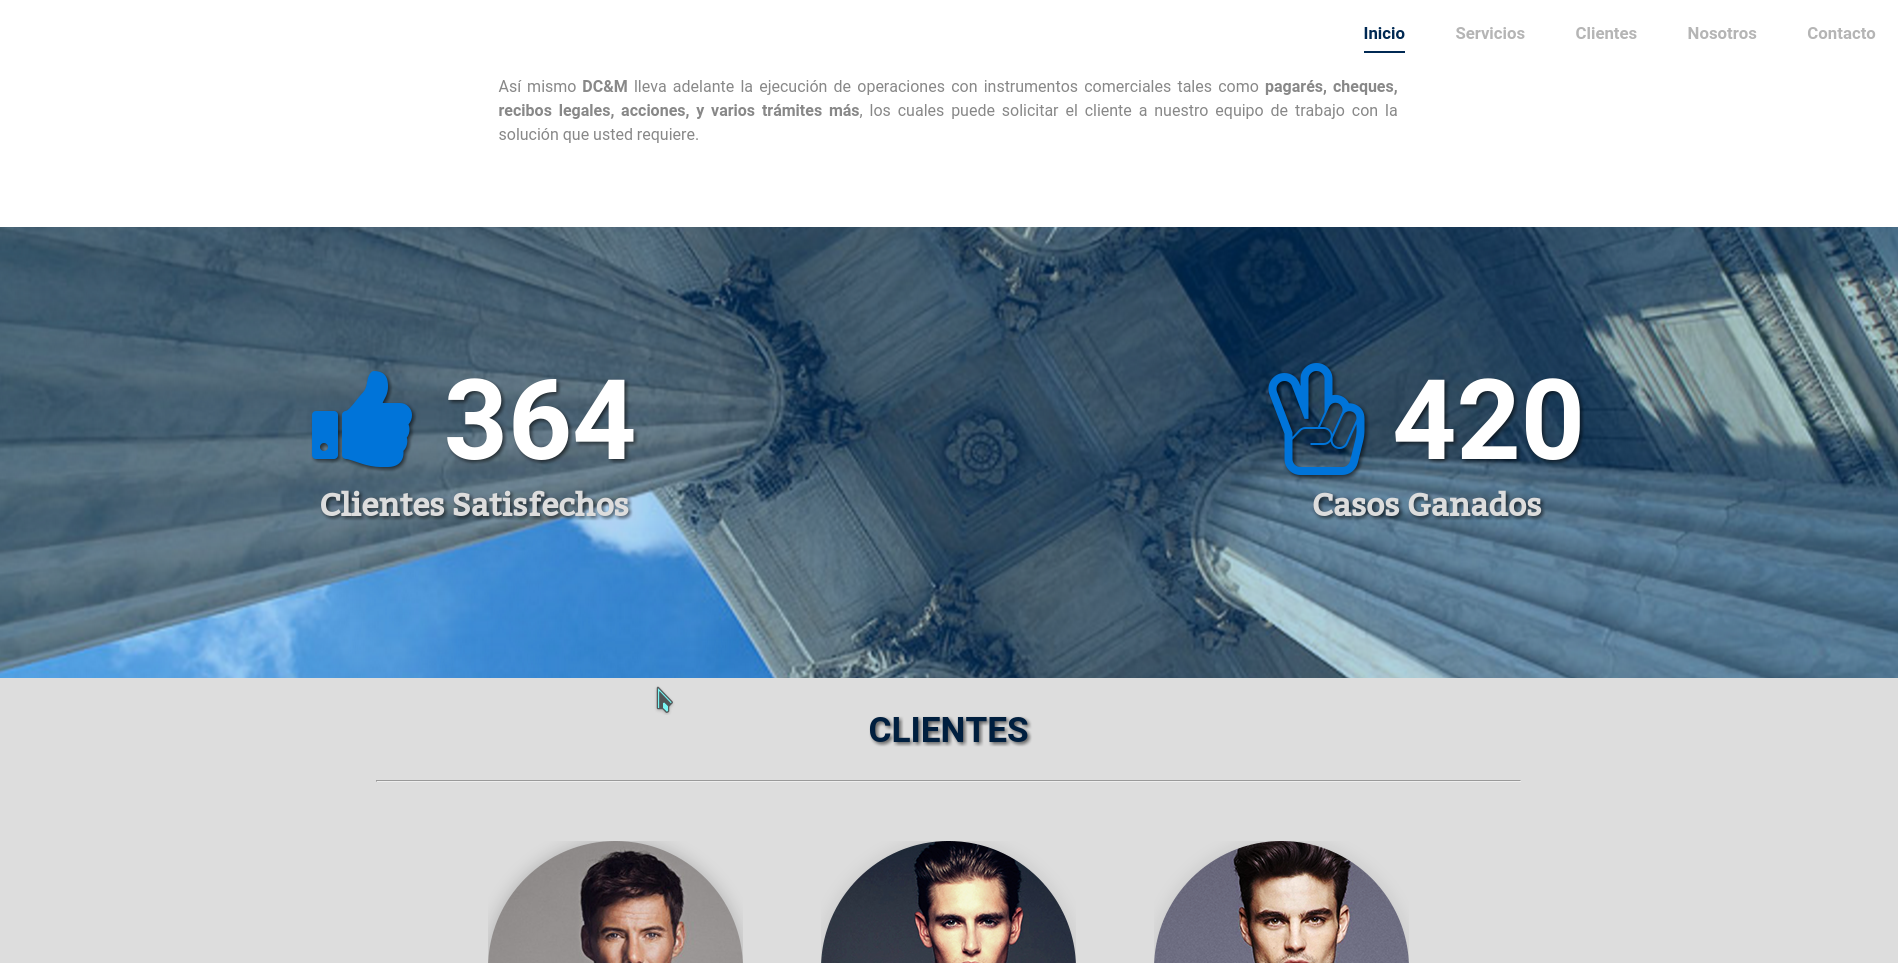 Inicio Servicios Clientes Nosotros Contacto
Así mismo DC&M lleva adelante la ejecución de operaciones con instrumentos comerciales tales como pagarés, cheques,
recibos legales, acciones, y varios trámites más, los cuales puede solicitar el cliente a nuestro equipo de trabajo con la
solución que usted requiere.
364
Clientes Satisfechos
420
Casos Ganados
CLIENTES